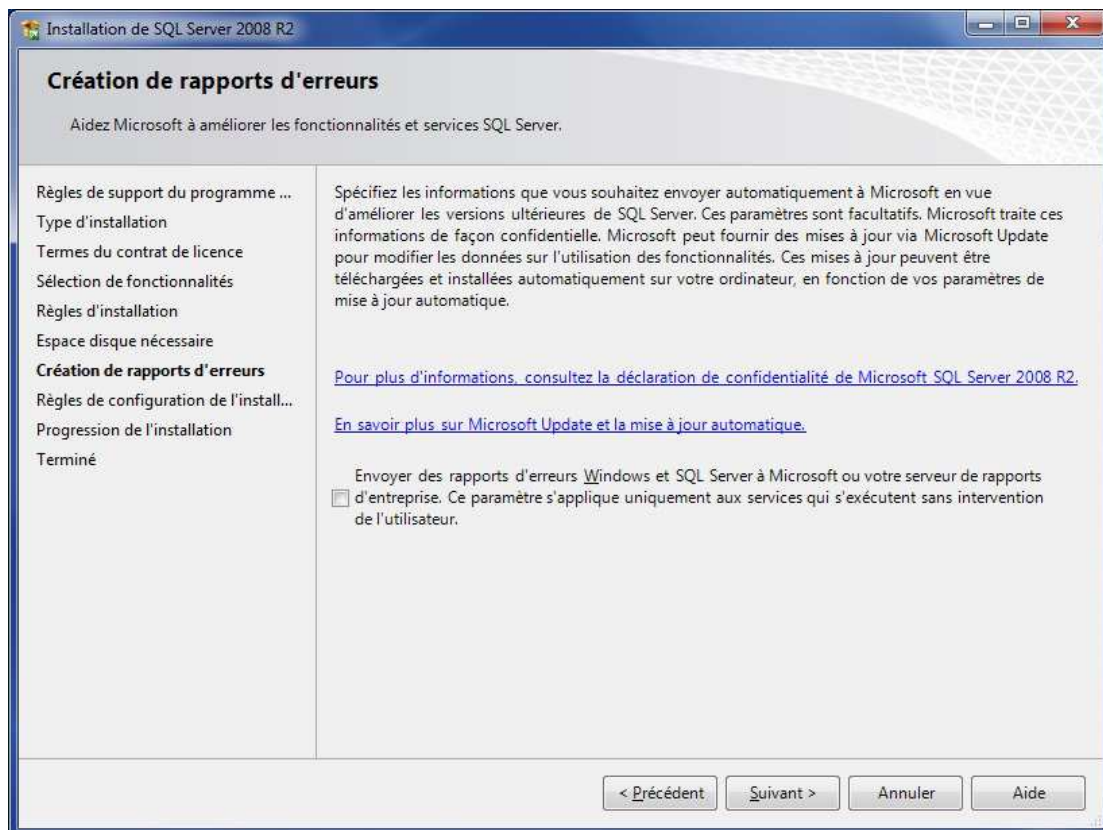 Installation de SQL Server 2008 R2
Création de rapports d'erreurs
Aidez Microsoft à améliorer les fonctionnalités et services SQL Server.
Règles de support du programme ...
Type d'installation
Termes du contrat de licence
Sélection de fonctionnalités
Règles d'installation
Espace disque nécessaire
Création de rapports d'erreurs
Règles de configuration de l'install...
Progression de l'installation
Terminé
Spécifiez les informations que vous souhaitez envoyer automatiquement à Microsoft en vue
d'améliorer les versions ultérieures de SQL Server. Ces paramètres sont facultatifs. Microsoft traite ces
informations de façon confidentielle. Microsoft peut fournir des mises à jour via Microsoft Update
pour modifier les données sur l'utilisation des fonctionnalités. Ces mises à jour peuvent être
téléchargées et installées automatiquement sur votre ordinateur, en fonction de vos paramètres de
mise à jour automatique.
Pour plus d'informations, consultez la déclaration de confidentialité de Microsoft SQL Server 2008 R2.
En savoir plus sur Microsoft Update et la mise à jour automatique.
Envoyer des rapports d'erreurs Windows et SQL Server à Microsoft ou votre serveur de rapports
d'entreprise. Ce paramètre s'applique uniquement aux services qui s'exécutent sans intervention
de l'utilisateur.
< Précédent
Suivant >
Annuler
Aide